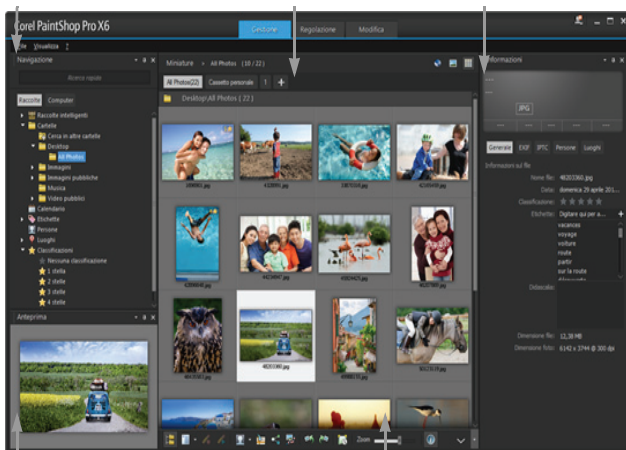 Corel PaintShop Pro X6
Gestione
Regolazione
Modifica
File Visualizza
Navigazione
Ricerca rapida
Raccolte
Computer
Raccolte intelligenti
Cartelle
Cerca in altre cartelle
Desktop
All Photos
Immagini
Immagini pubbliche
Musica
Video pubblici
Calendario
Etichette
Persone
Luoghi
Classificazioni
Nessuna classificazione
1 stella
2 stelle
3 stelle
4 stelle
Anteprima
Miniature
All Photos (10 / 22)
All Photos(22)
Cassetto personale
1
Desktop\All Photos ( 22 )
48203360.jpg
Zoom
Informazioni
JPG
Generale
EXIF
IPTC
Persone
Luoghi
Informazioni sul file
Nome file: 48203360.jpg
Data: domenica 29 aprile 201...
Classificazione:
Etichette: Digitare qui per a...
vacances
voyage
voiture
route
partir
sur la route
Didascalia:
Dimensione file: 12,38 MB
Dimensione foto: 6142 x 3744 @ 300 dpi